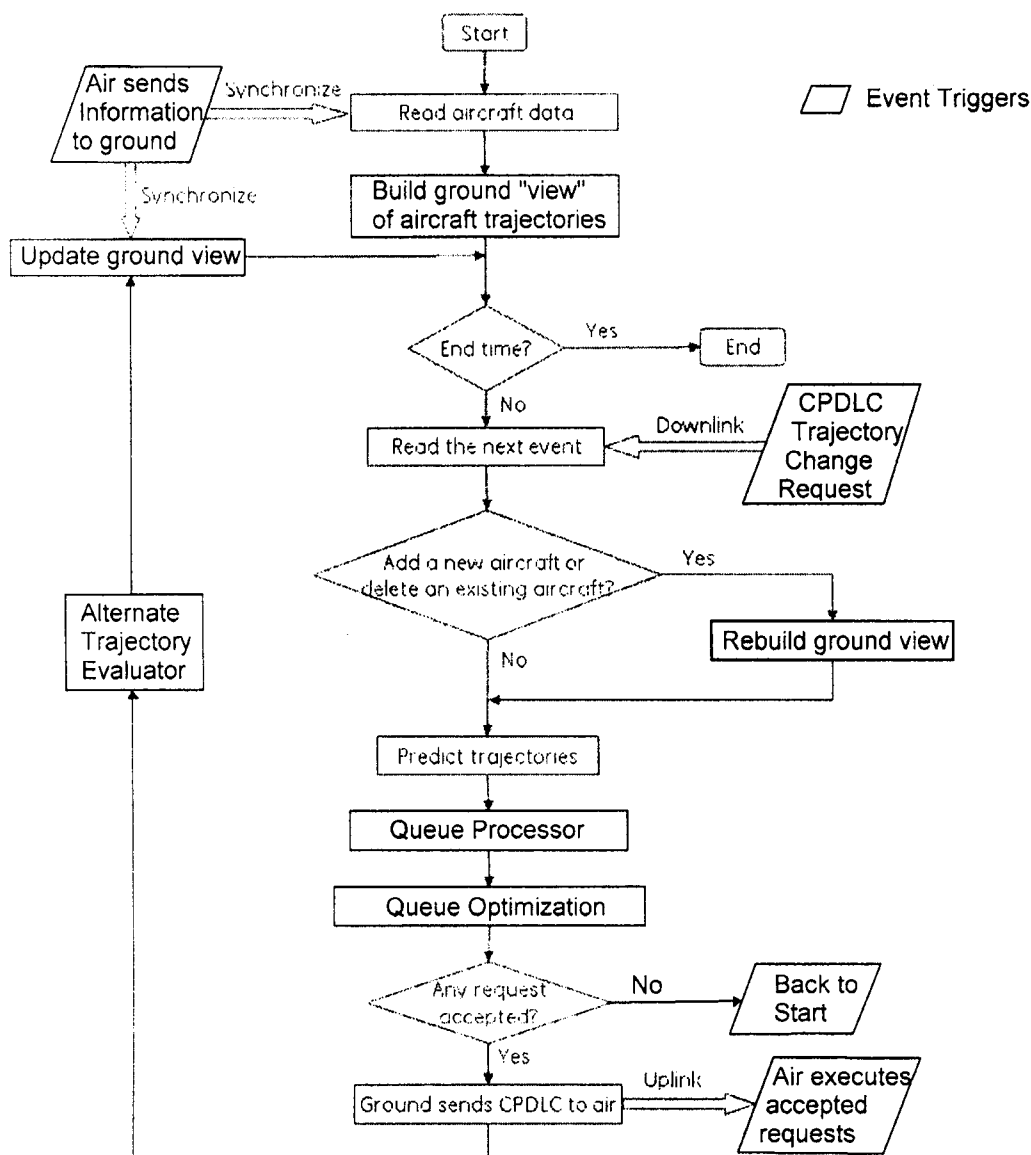 Start
Air sends
Information
to ground
Synchronize
Read aircraft data
Event Triggers
Synchronize
Build ground "view"
of aircraft trajectories
Update ground view
End time?
Yes
End
No
Read the next event
Downlink
CPDLC
Trajectory
Change
Request
Add a new aircraft or
delete an existing aircraft?
Yes
Alternate
Trajectory
Evaluator
Rebuild ground view
No
Predict trajectories
Queue Processor
Queue Optimization
Any request
accepted?
No
Back to
Start
Yes
Ground sends CPDLC to air
Uplink
Air executes
accepted
requests